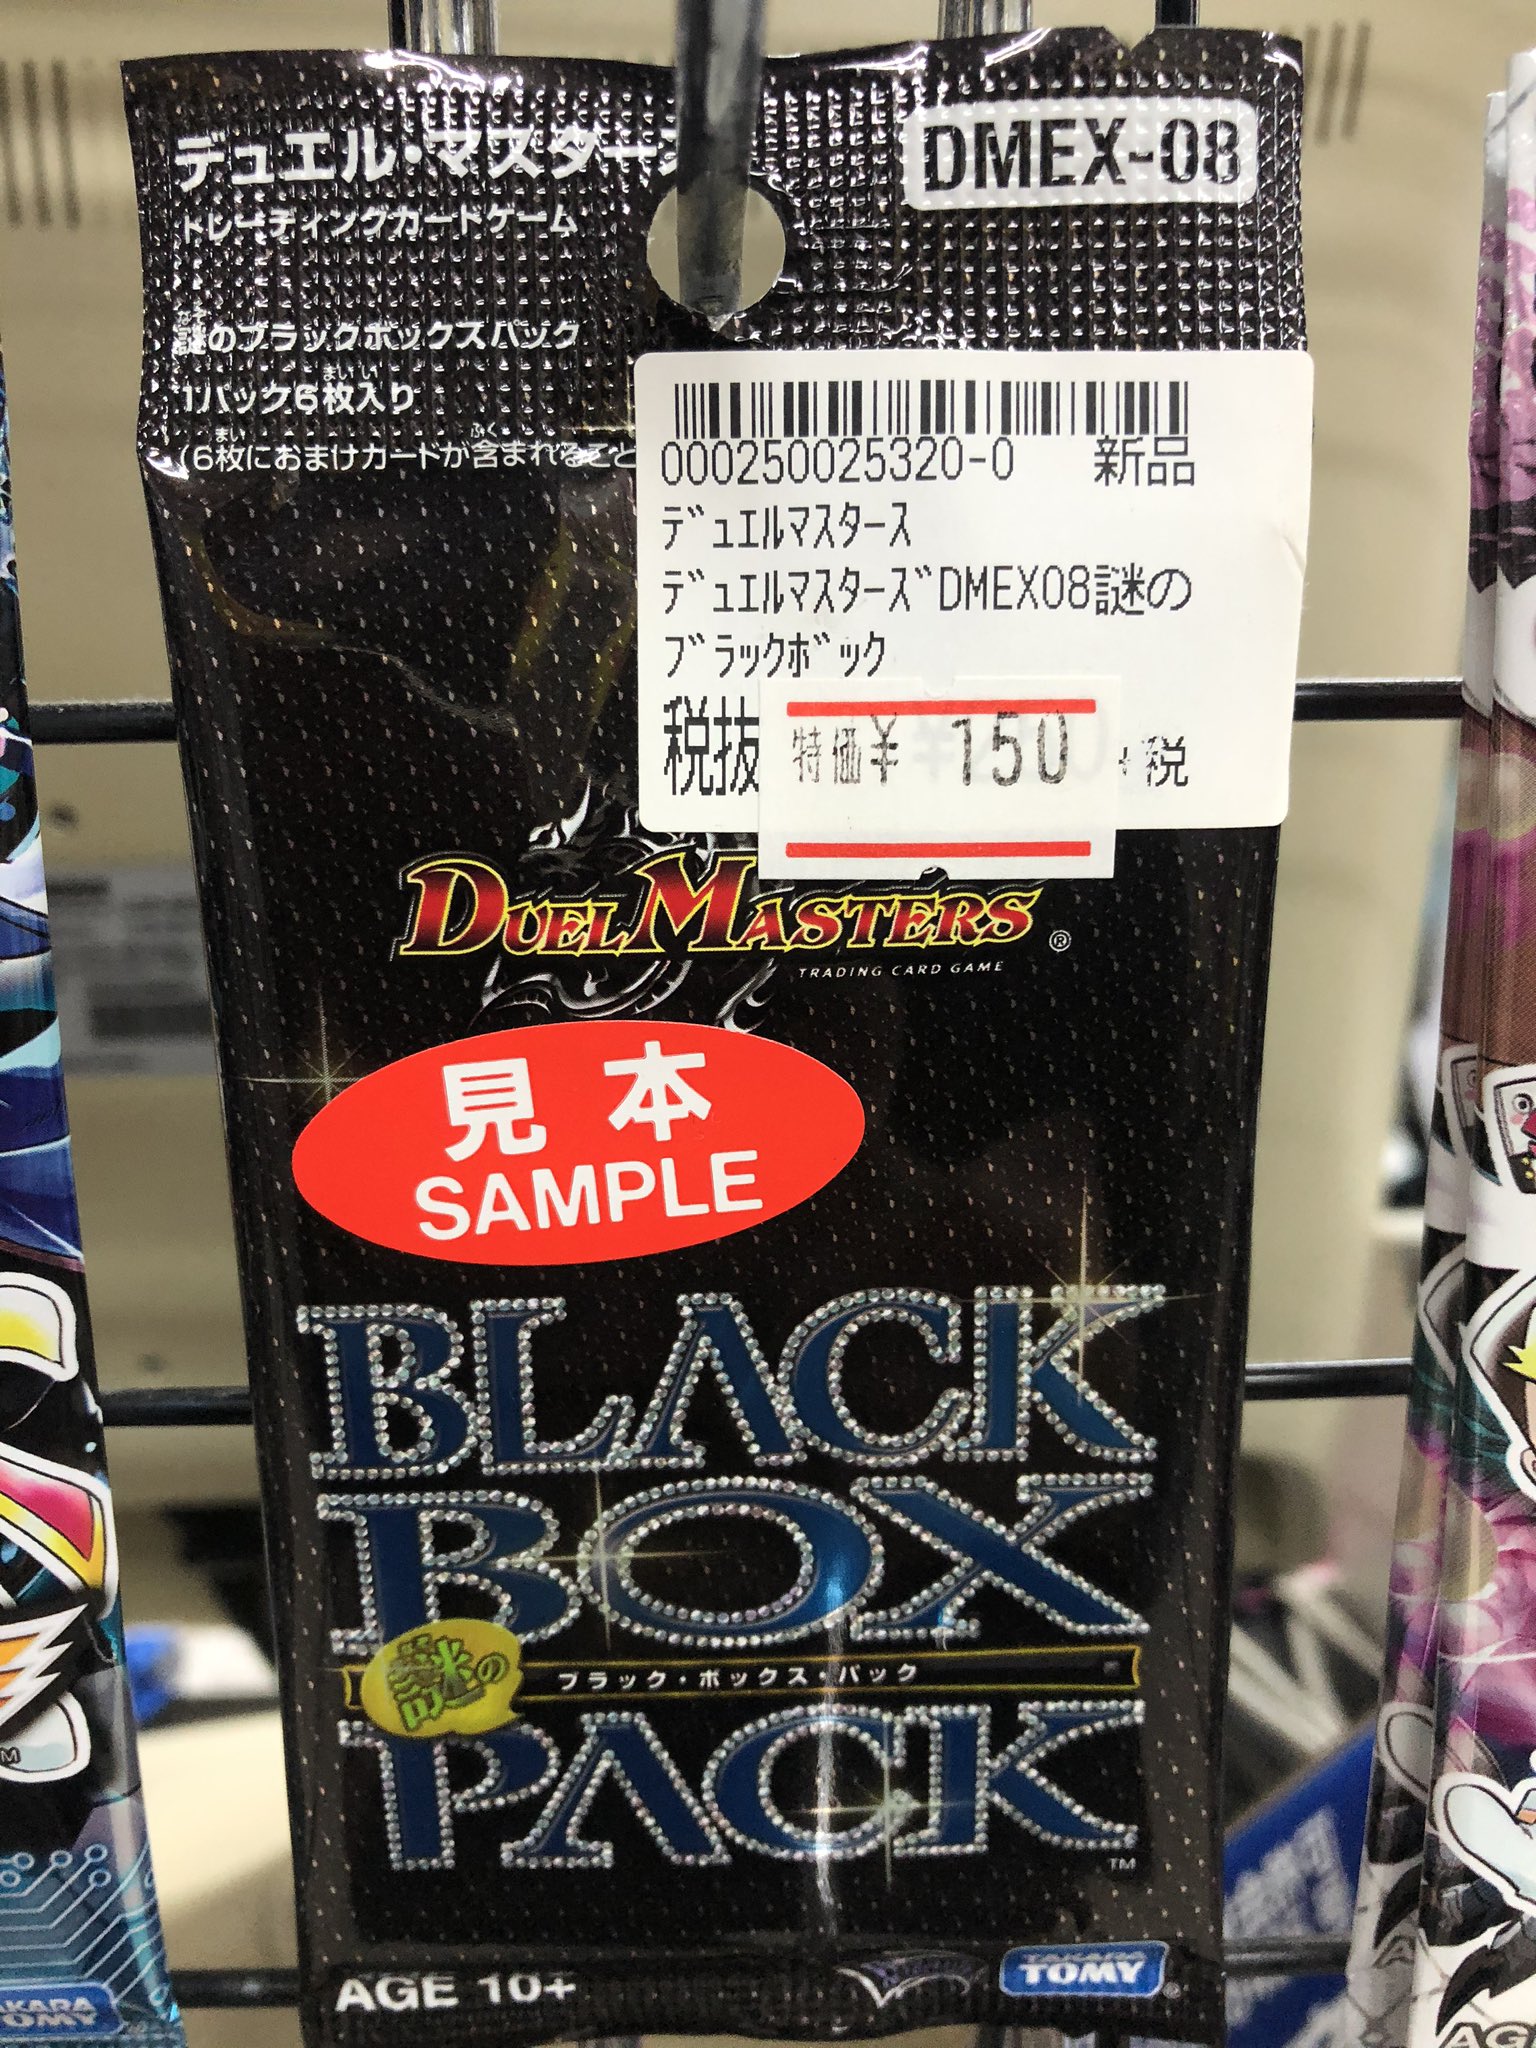 デュエル・マスターズ
DMEX-08
トレーディングカードゲーム
謎のブラックボックスパック
1パック6枚入り
(6枚におまけカードが含まれること
000250025320-0 新品
ﾃﾞｭｴﾙﾏｽﾀｰｽ
ﾃﾞｭｴﾙﾏｽﾀｰｽﾞDMEX08謎の
ﾌﾞﾗｯｸﾎﾞｯｸ
税抜 特価¥ 150 +税
DUEL MASTERS ®
TRADING CARD GAME
見本
SAMPLE
BLACK
BOX
謎の ブラック・ボックス・パック
PACK ™
AGE 10+
TAKARA
TOMY ®
TM
TAKARA
TOMY